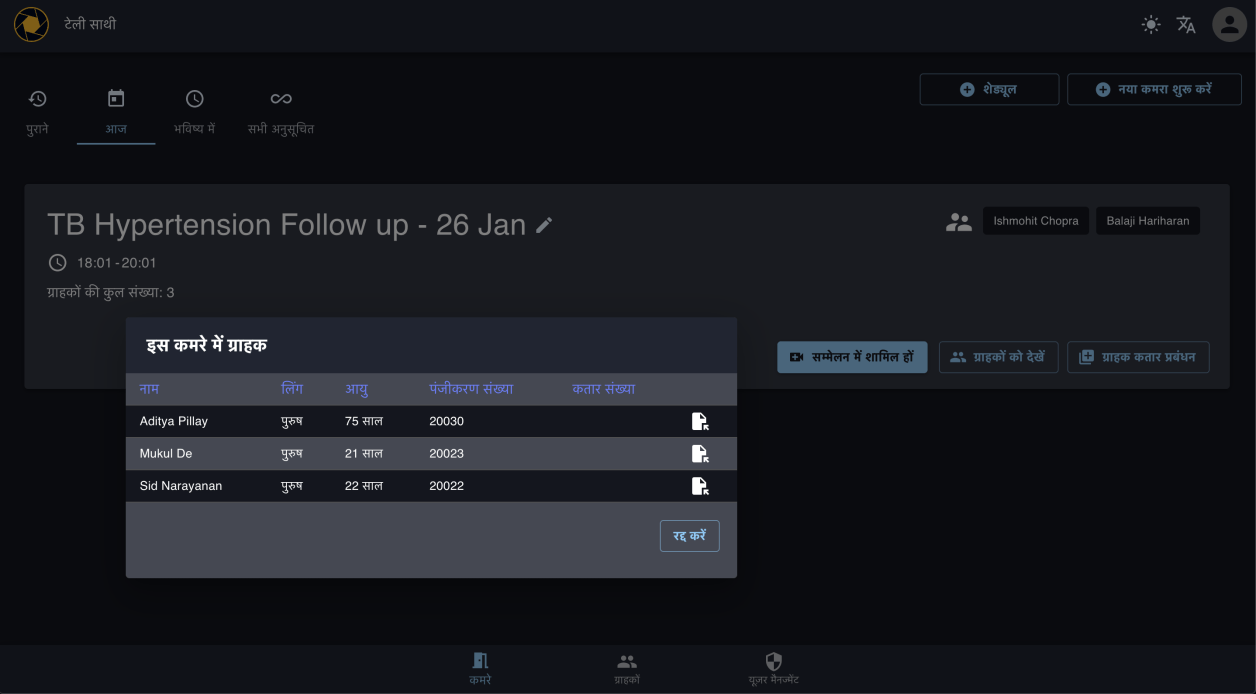 टेली साथी
पुराने
आज
भविष्य में
सभी अनुसूचित
शेड्यूल
नया कमरा शुरू करें
TB Hypertension Follow up - 26 Jan
Ishmohit Chopra
Balaji Hariharan
18:01 - 20:01
ग्राहकों की कुल संख्या: 3
सम्मेलन में शामिल हों
ग्राहकों को देखें
ग्राहक कतार प्रबंधन
इस कमरे में ग्राहक
नाम लिंग आयु पंजीकरण संख्या कतार संख्या
Aditya Pillay पुरुष 75 साल 20030
Mukul De पुरुष 21 साल 20023
Sid Narayanan पुरुष 22 साल 20022
रद्द करें
कमरे
ग्राहकों
यूज़र मैनज्मेंट